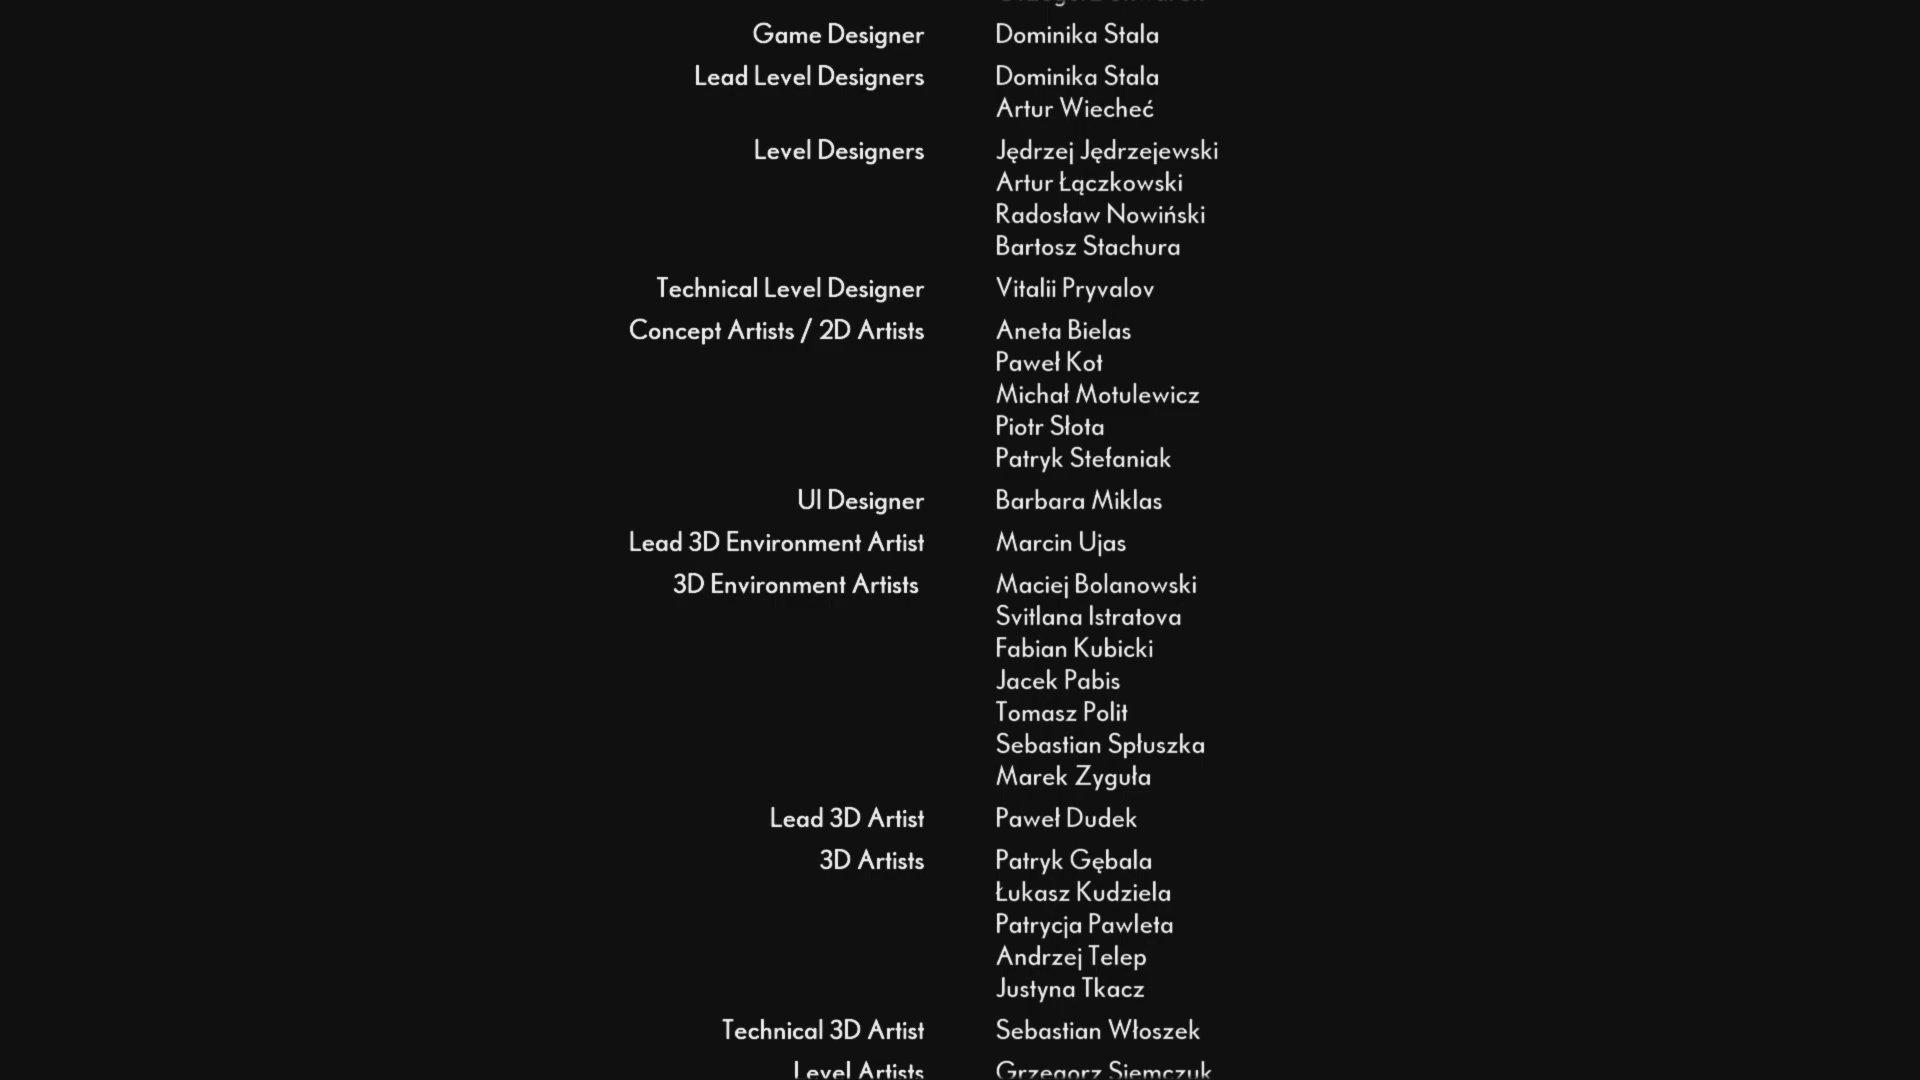 Game Designer Dominika Stala
Lead Level Designers Dominika Stala
Artur Wiecheć
Level Designers Jędrzej Jędrzejewski
Artur Łączkowski
Radosław Nowiński
Bartosz Stachura
Technical Level Designer Vitalii Pryvalov
Concept Artists / 2D Artists Aneta Bielas
Paweł Kot
Michał Motulewicz
Piotr Słota
Patryk Stefaniak
UI Designer Barbara Miklas
Lead 3D Environment Artist Marcin Ujas
3D Environment Artists Maciej Bolanowski
Svitlana Istratova
Fabian Kubicki
Jacek Pabis
Tomasz Polit
Sebastian Spłuszka
Marek Zyguła
Lead 3D Artist Paweł Dudek
3D Artists Patryk Gębala
Łukasz Kudziela
Patrycja Pawleta
Andrzej Telep
Justyna Tkacz
Technical 3D Artist Sebastian Włoszek
Level Artists Grzegorz Siemczuk